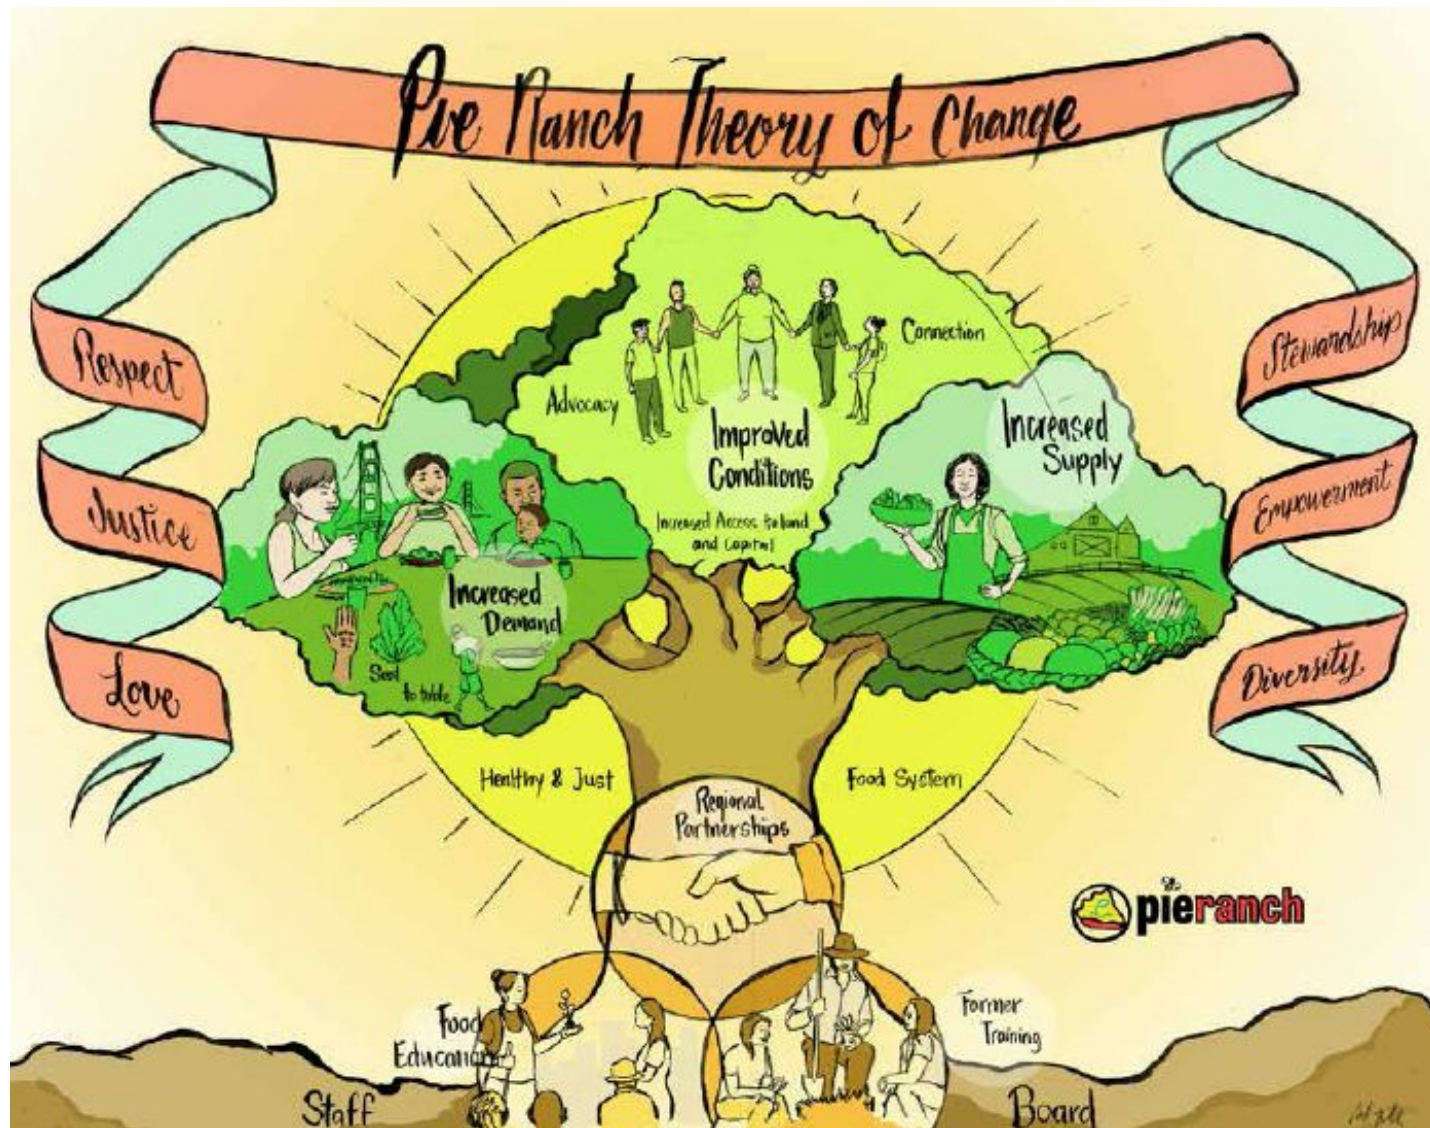 Pie Ranch Theory of Change
Respect
Justice
Love
Stewardship
Empowerment
Diversity
Advocacy
Connection
Improved
Conditions
Increased Access to land
and Capital
Increased
Supply
Increased
Demand
Seed
to table
Healthy & Just
Food System
Regional
Partnerships
pieranch
Food
Education
Farmer
Training
Staff
Board